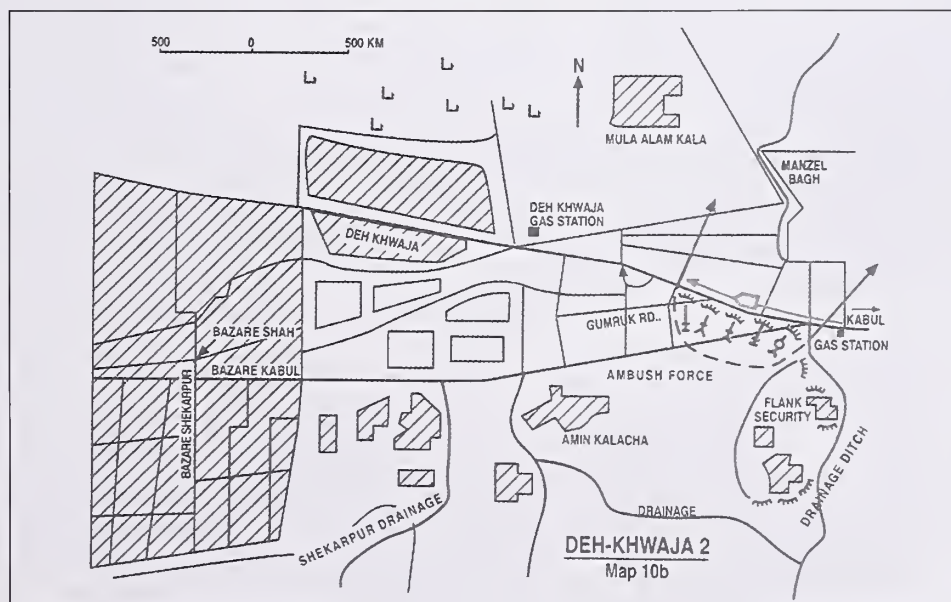 500 0 500 KM
N
MULA ALAM KALA
MANZEL
BAGH
DEH KHWAJA
GAS STATION
DEH KHWAJA
GUMRUK RD..
KABUL
GAS STATION
BAZARE SHAH
BAZARE KABUL
BAZARE SHEKARPUR
AMBUSH FORCE
FLANK
SECURITY
AMIN KALACHA
DRAINAGE DITCH
DRAINAGE
SHEKARPUR DRAINAGE
DEH-KHWAJA 2
Map 10b